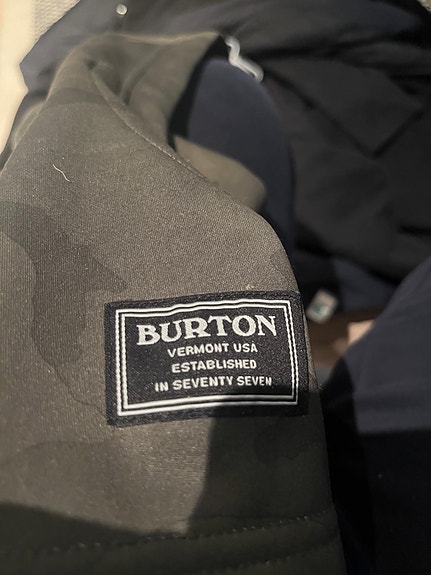 BURTON
VERMONT USA
ESTABLISHED
IN SEVENTY SEVEN